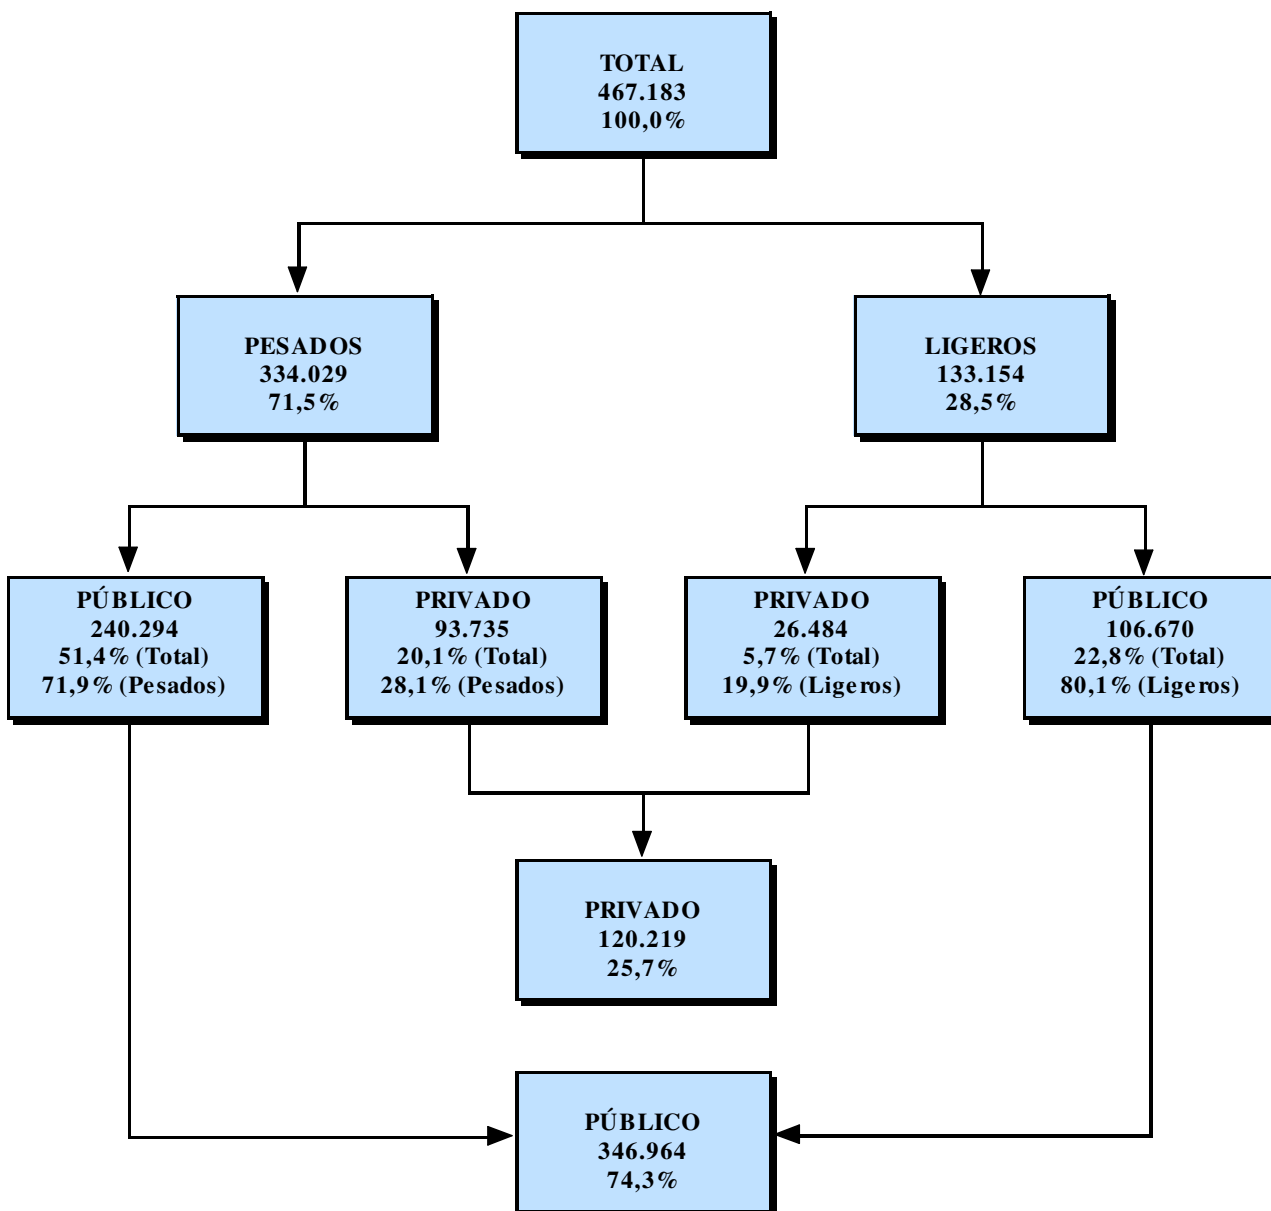 TOTAL
467.183
100,0%
PESADOS
334.029
71,5%
LIGEROS
133.154
28,5%
PÚBLICO
240.294
51,4% (Total)
71,9% (Pesados)
PRIVADO
93.735
20,1% (Total)
28,1% (Pesados)
PRIVADO
26.484
5,7% (Total)
19,9% (Ligeros)
PÚBLICO
106.670
22,8% (Total)
80,1% (Ligeros)
PRIVADO
120.219
25,7%
PÚBLICO
346.964
74,3%